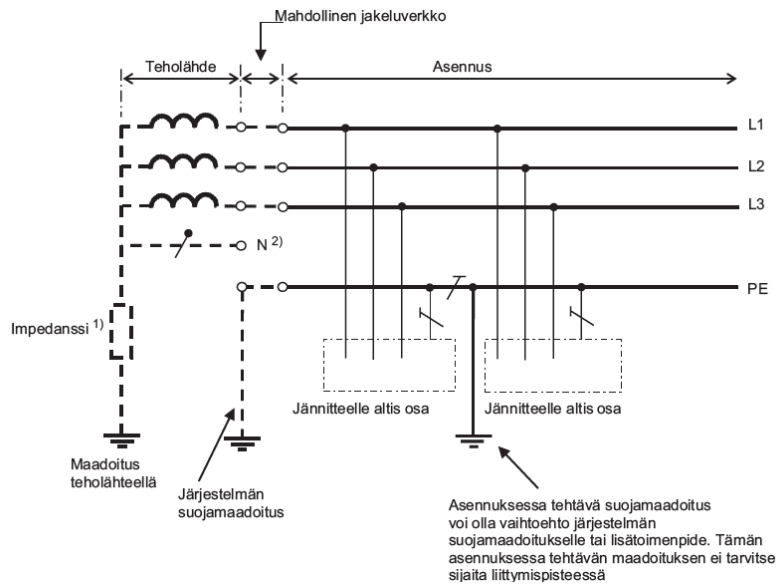 Mahdollinen jakeluverkko
Teholähde
Asennus
L1
L2
L3
N 2)
PE
Impedanssi 1)
Jännitteelle altis osa
Jännitteelle altis osa
Maadoitus
teholähteellä
Järjestelmän
suojamaadoitus
Asennuksessa tehtävä suojamaadoitus
voi olla vaihtoehto järjestelmän
suojamaadoitukselle tai lisätoimenpide. Tämän
asennuksessa tehtävän maadoituksen ei tarvitse
sijaita liittymispisteessä